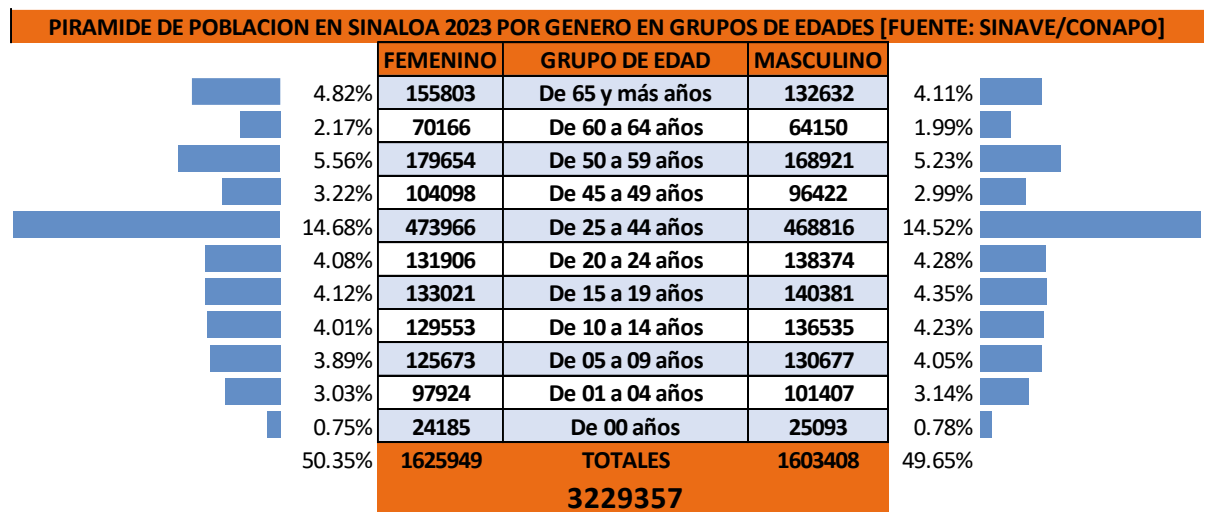 PIRAMIDE DE POBLACION EN SINALOA 2023 POR GENERO EN GRUPOS DE EDADES [FUENTE: SINAVE/CONAPO]
FEMENINO GRUPO DE EDAD MASCULINO
4.82% 155803 De 65 y más años 132632 4.11%
2.17% 70166 De 60 a 64 años 64150 1.99%
5.56% 179654 De 50 a 59 años 168921 5.23%
3.22% 104098 De 45 a 49 años 96422 2.99%
14.68% 473966 De 25 a 44 años 468816 14.52%
4.08% 131906 De 20 a 24 años 138374 4.28%
4.12% 133021 De 15 a 19 años 140381 4.35%
4.01% 129553 De 10 a 14 años 136535 4.23%
3.89% 125673 De 05 a 09 años 130677 4.05%
3.03% 97924 De 01 a 04 años 101407 3.14%
0.75% 24185 De 00 años 25093 0.78%
50.35% 1625949 TOTALES 1603408 49.65%
3229357